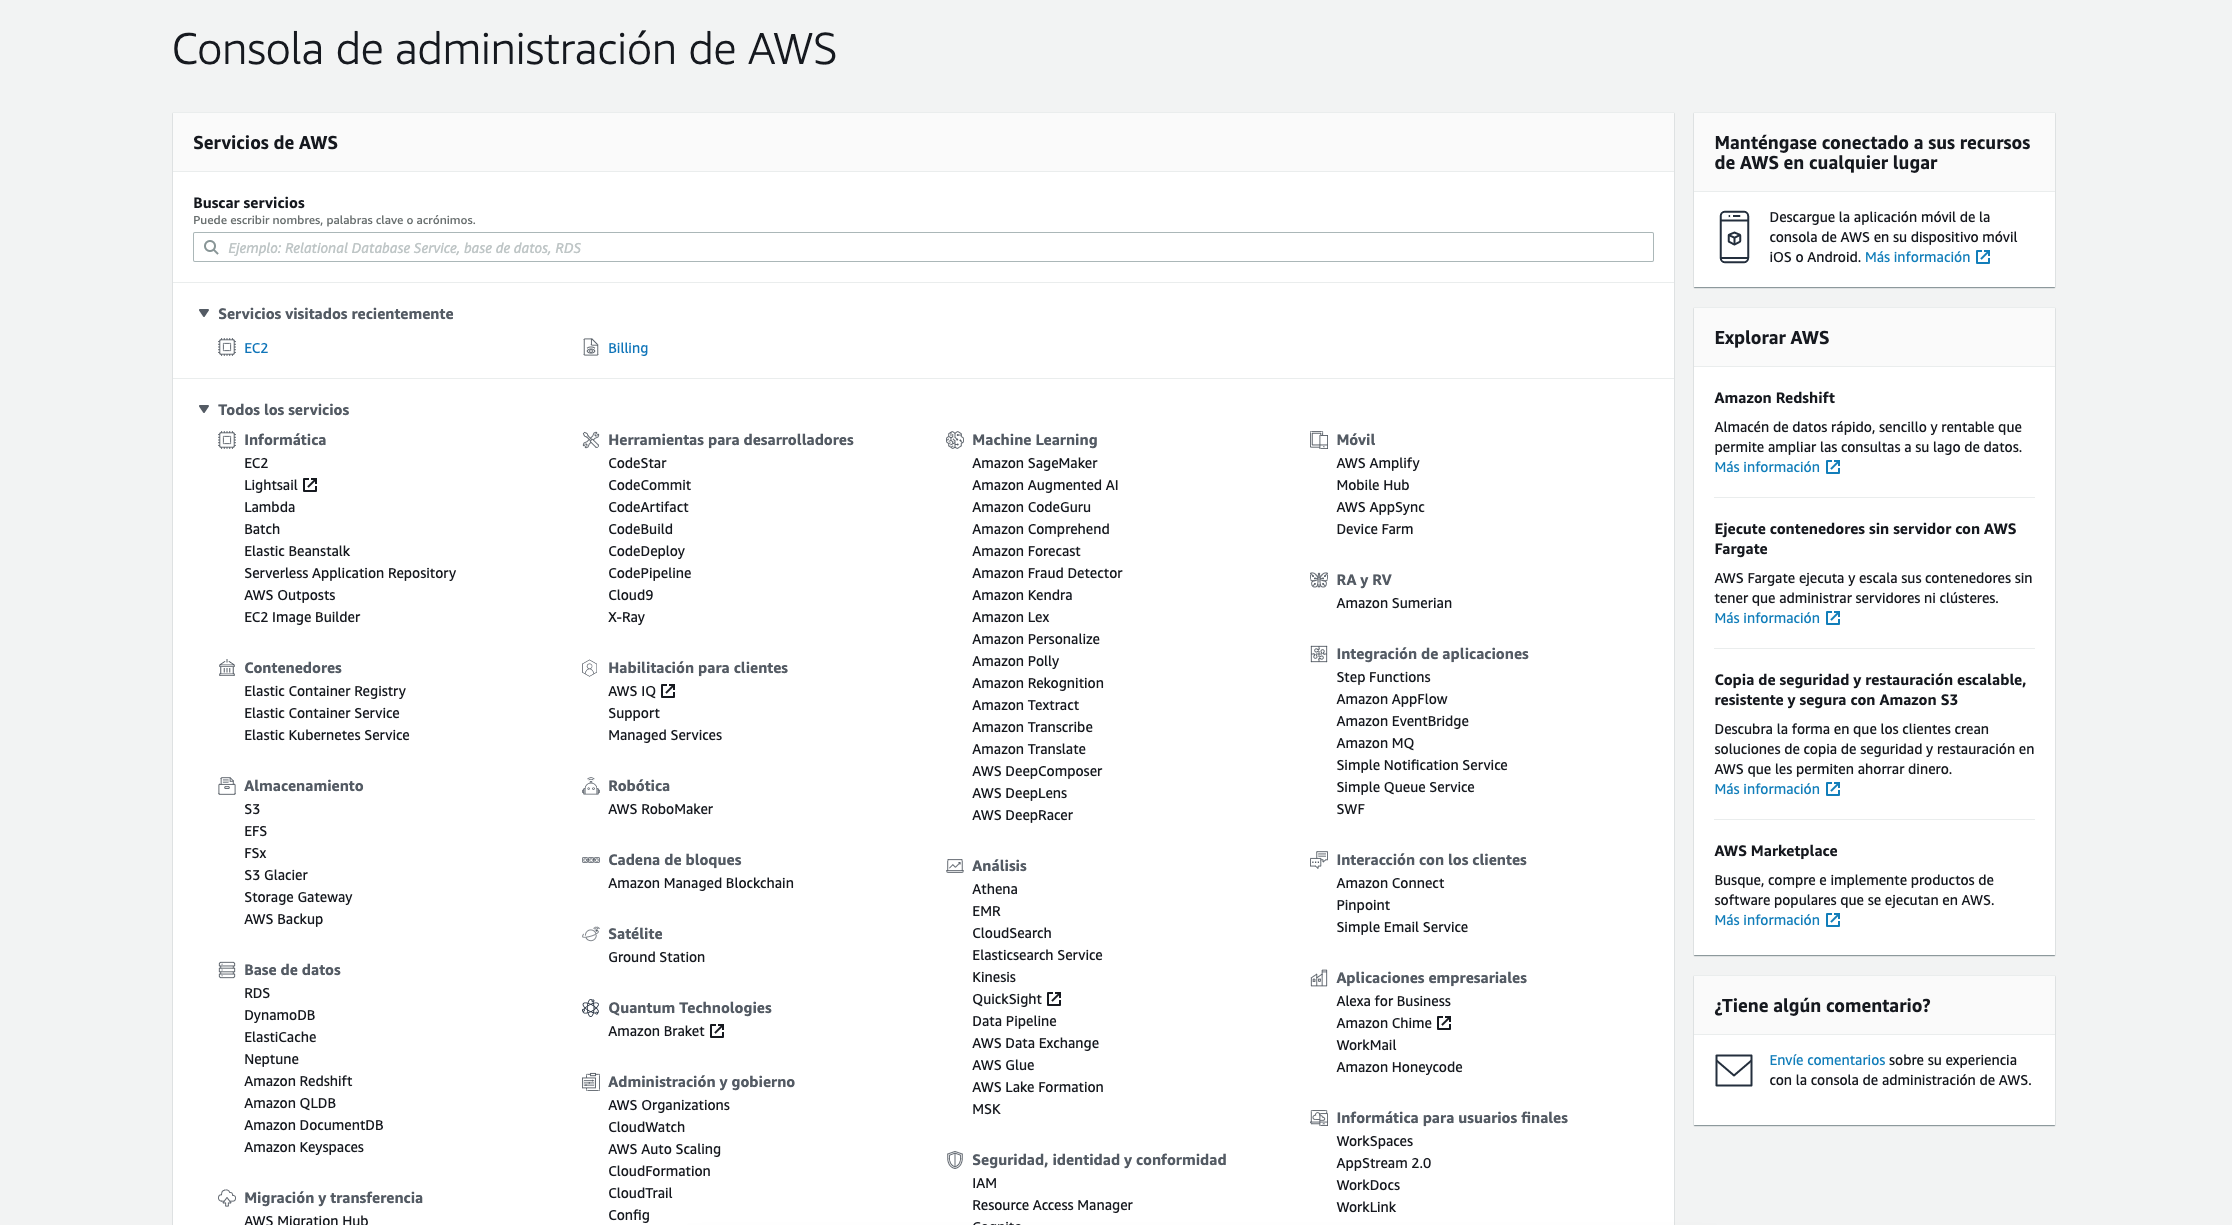 Consola de administración de AWS
Servicios de AWS
Buscar servicios
Puede escribir nombres, palabras clave o acrónimos.
Ejemplo: Relational Database Service, base de datos, RDS
Servicios visitados recientemente
EC2
Billing
Todos los servicios
Informática
EC2
Lightsail
Lambda
Batch
Elastic Beanstalk
Serverless Application Repository
AWS Outposts
EC2 Image Builder
Contenedores
Elastic Container Registry
Elastic Container Service
Elastic Kubernetes Service
Almacenamiento
S3
EFS
FSx
S3 Glacier
Storage Gateway
AWS Backup
Base de datos
RDS
DynamoDB
ElastiCache
Neptune
Amazon Redshift
Amazon QLDB
Amazon DocumentDB
Amazon Keyspaces
Migración y transferencia
AWS Migration Hub
Herramientas para desarrolladores
CodeStar
CodeCommit
CodeArtifact
CodeBuild
CodeDeploy
CodePipeline
Cloud9
X-Ray
Habilitación para clientes
AWS IQ
Support
Managed Services
Robótica
AWS RoboMaker
Cadena de bloques
Amazon Managed Blockchain
Satélite
Ground Station
Quantum Technologies
Amazon Braket
Administración y gobierno
AWS Organizations
CloudWatch
AWS Auto Scaling
CloudFormation
CloudTrail
Config
Machine Learning
Amazon SageMaker
Amazon Augmented AI
Amazon CodeGuru
Amazon Comprehend
Amazon Forecast
Amazon Fraud Detector
Amazon Kendra
Amazon Lex
Amazon Personalize
Amazon Polly
Amazon Rekognition
Amazon Textract
Amazon Transcribe
Amazon Translate
AWS DeepComposer
AWS DeepLens
AWS DeepRacer
Análisis
Athena
EMR
CloudSearch
Elasticsearch Service
Kinesis
QuickSight
Data Pipeline
AWS Data Exchange
AWS Glue
AWS Lake Formation
MSK
Seguridad, identidad y conformidad
IAM
Resource Access Manager
Móvil
AWS Amplify
Mobile Hub
AWS AppSync
Device Farm
RA y RV
Amazon Sumerian
Integración de aplicaciones
Step Functions
Amazon AppFlow
Amazon EventBridge
Amazon MQ
Simple Notification Service
Simple Queue Service
SWF
Interacción con los clientes
Amazon Connect
Pinpoint
Simple Email Service
Aplicaciones empresariales
Alexa for Business
Amazon Chime
WorkMail
Amazon Honeycode
Informática para usuarios finales
WorkSpaces
AppStream 2.0
WorkDocs
WorkLink
Manténgase conectado a sus recursos
de AWS en cualquier lugar
Descargue la aplicación móvil de la
consola de AWS en su dispositivo móvil
iOS o Android. Más información
Explorar AWS
Amazon Redshift
Almacén de datos rápido, sencillo y rentable que
permite ampliar las consultas a su lago de datos.
Más información
Ejecute contenedores sin servidor con AWS
Fargate
AWS Fargate ejecuta y escala sus contenedores sin
tener que administrar servidores ni clústeres.
Más información
Copia de seguridad y restauración escalable,
resistente y segura con Amazon S3
Descubra la forma en que los clientes crean
soluciones de copia de seguridad y restauración en
AWS que les permiten ahorrar dinero.
Más información
AWS Marketplace
Busque, compre e implemente productos de
software populares que se ejecutan en AWS.
Más información
¿Tiene algún comentario?
Envíe comentarios sobre su experiencia
con la consola de administración de AWS.